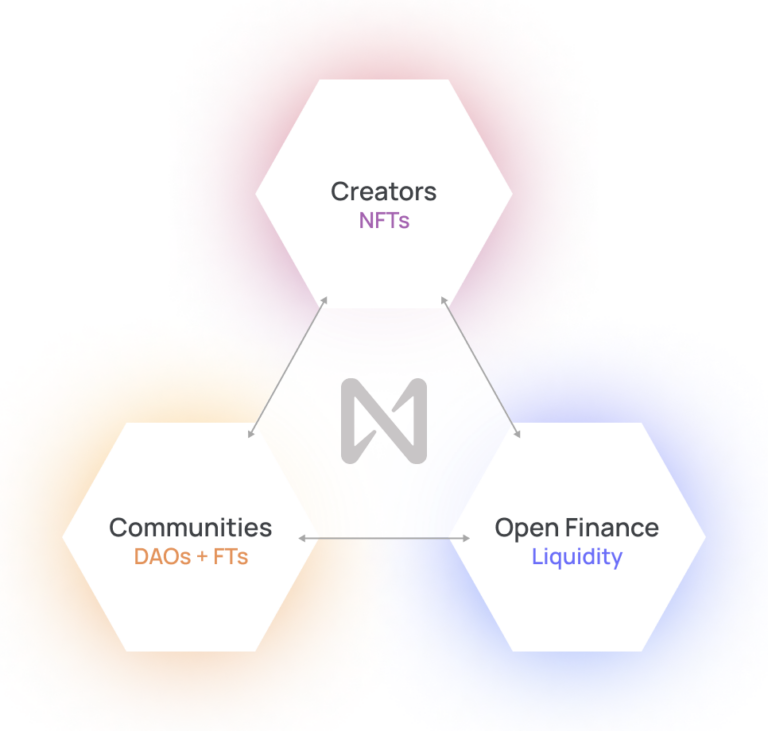 Creators
NFTs
Communities
DAOs + FTs
Open Finance
Liquidity